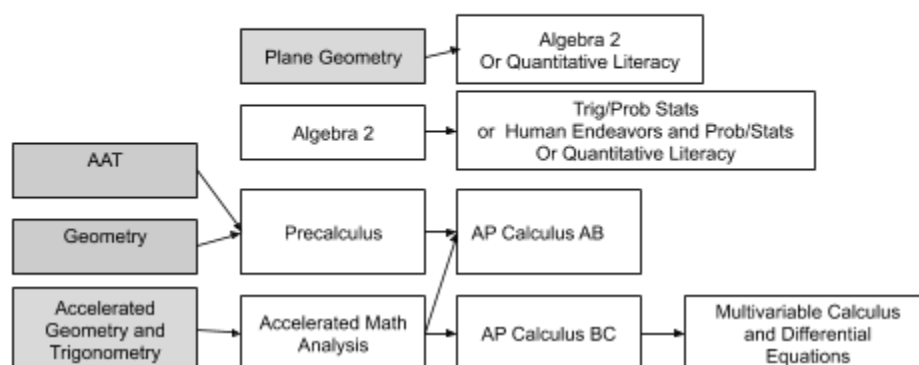 Plane Geometry
Algebra 2
Or Quantitative Literacy
Algebra 2
Trig/Prob Stats
or Human Endeavors and Prob/Stats
Or Quantitative Literacy
AAT
Geometry
Precalculus
AP Calculus AB
Accelerated
Geometry and
Trigonometry
Accelerated Math
Analysis
AP Calculus BC
Multivariable Calculus
and Differential
Equations